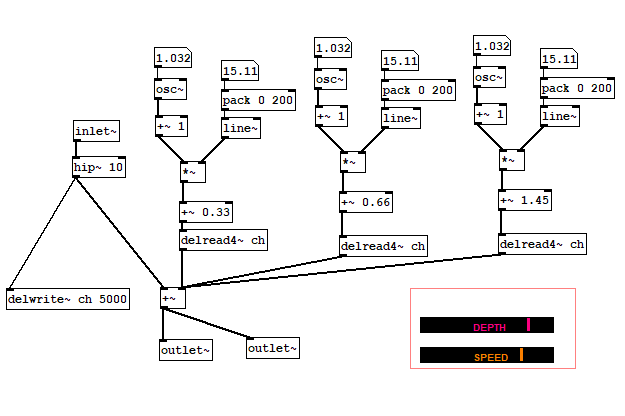 1.032
osc~
+~ 1
15.11
pack 0 200
line~
*~
+~ 0.33
delread4~ ch
1.032
osc~
+~ 1
15.11
pack 0 200
line~
*~
+~ 0.66
delread4~ ch
1.032
osc~
+~ 1
15.11
pack 0 200
line~
*~
+~ 1.45
delread4~ ch
inlet~
hip~ 10
delwrite~ ch 5000
+~
outlet~
outlet~
DEPTH
SPEED